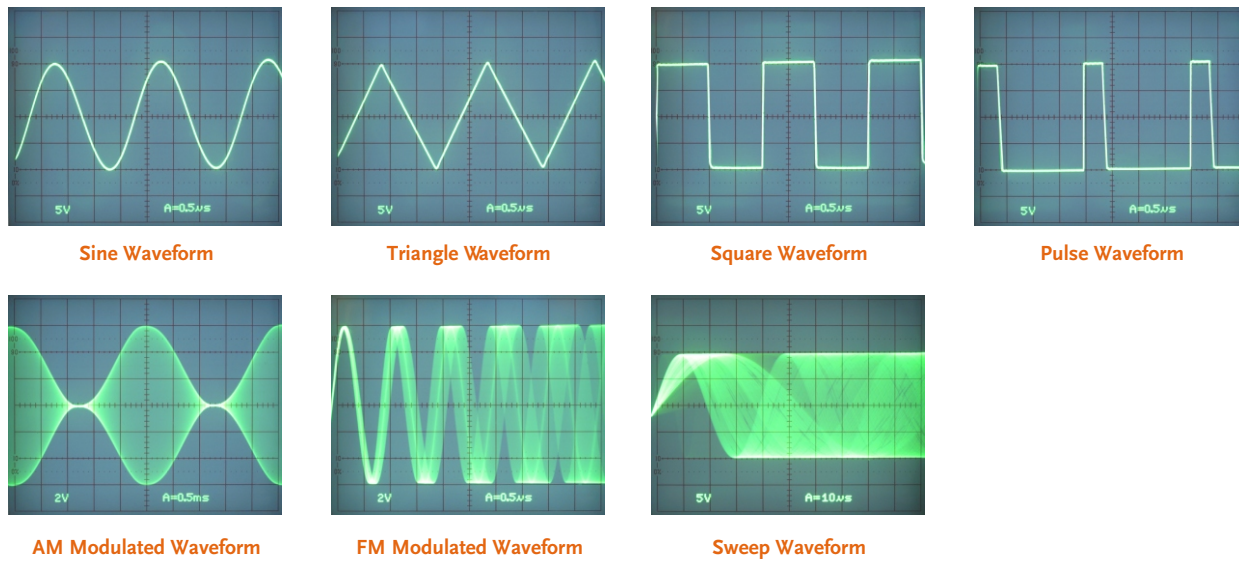 5V A=0.5µs
5V A=0.5µs
5V A=0.5µs
5V A=0.5µs
Sine Waveform
Triangle Waveform
Square Waveform
Pulse Waveform
2V A=0.5ms
2V A=0.5µs
5V A=10µs
AM Modulated Waveform
FM Modulated Waveform
Sweep Waveform